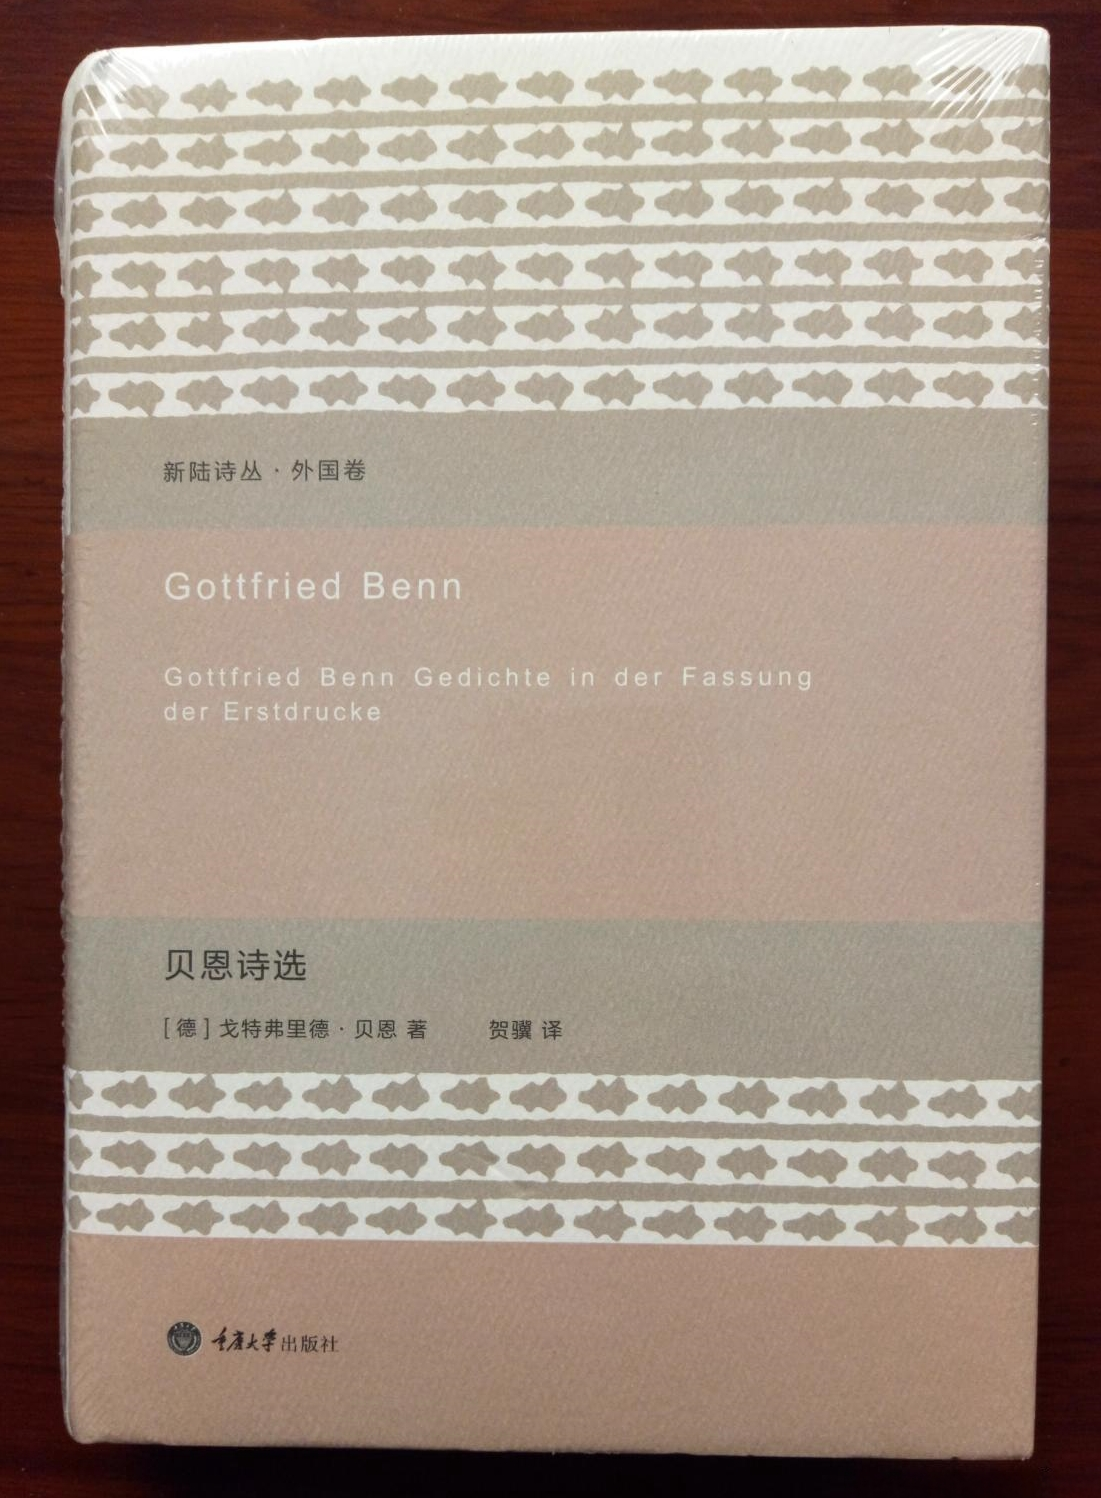 新陆诗丛·外国卷
Gottfried Benn
Gottfried Benn Gedichte in der Fassung
der Erstdrucke
贝恩诗选
[德]戈特弗里德·贝恩 著 贺骥 译
重庆大学出版社